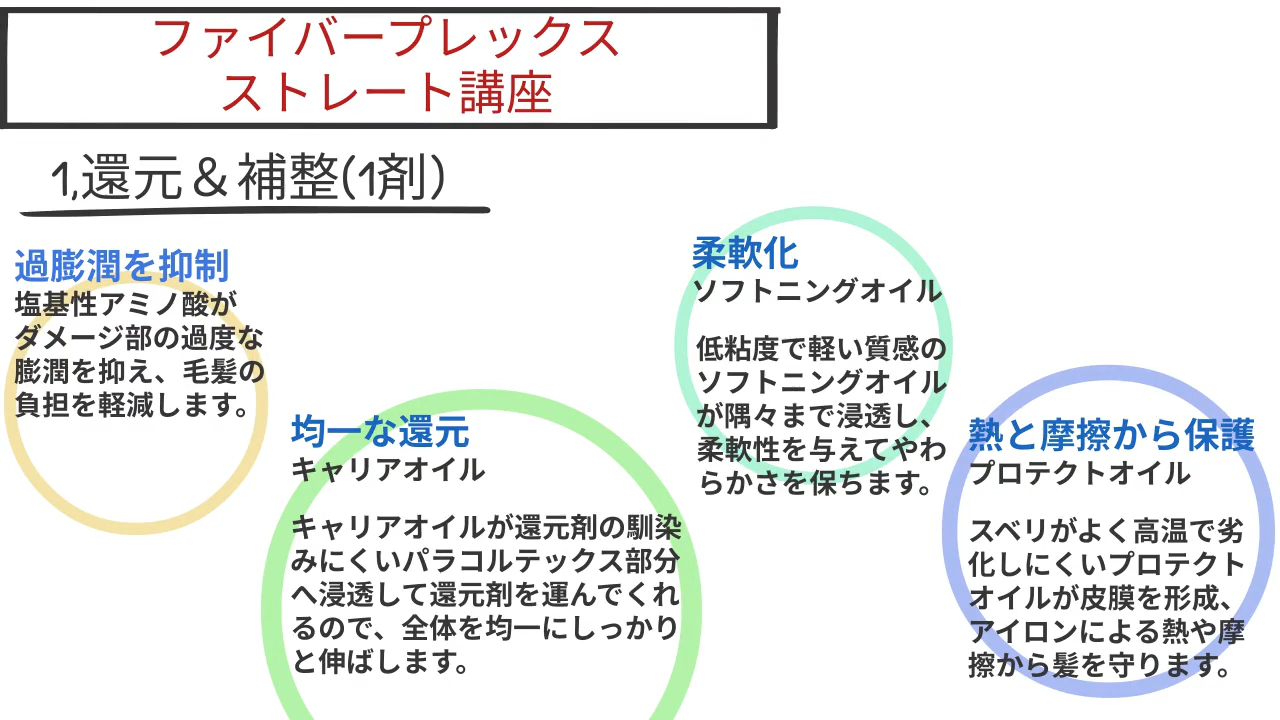 ファイバープレックス
ストレート講座
1,還元＆補整(1剤)
過膨潤を抑制
塩基性アミノ酸が
ダメージ部の過度な
膨潤を抑え、毛髪の
負担を軽減します。
均一な還元
キャリアオイル
キャリアオイルが還元剤の馴染
みにくいパラコルテックス部分
へ浸透して還元剤を運んでくれ
るので、全体を均一にしっかり
と伸ばします。
柔軟化
ソフトニングオイル
低粘度で軽い質感の
ソフトニングオイル
が隅々まで浸透し、
柔軟性を与えてやわ
らかさを保ちます。
熱と摩擦から保護
プロテクトオイル
スベリがよく高温で劣
化しにくいプロテクト
オイルが皮膜を形成、
アイロンによる熱や摩
擦から髪を守ります。